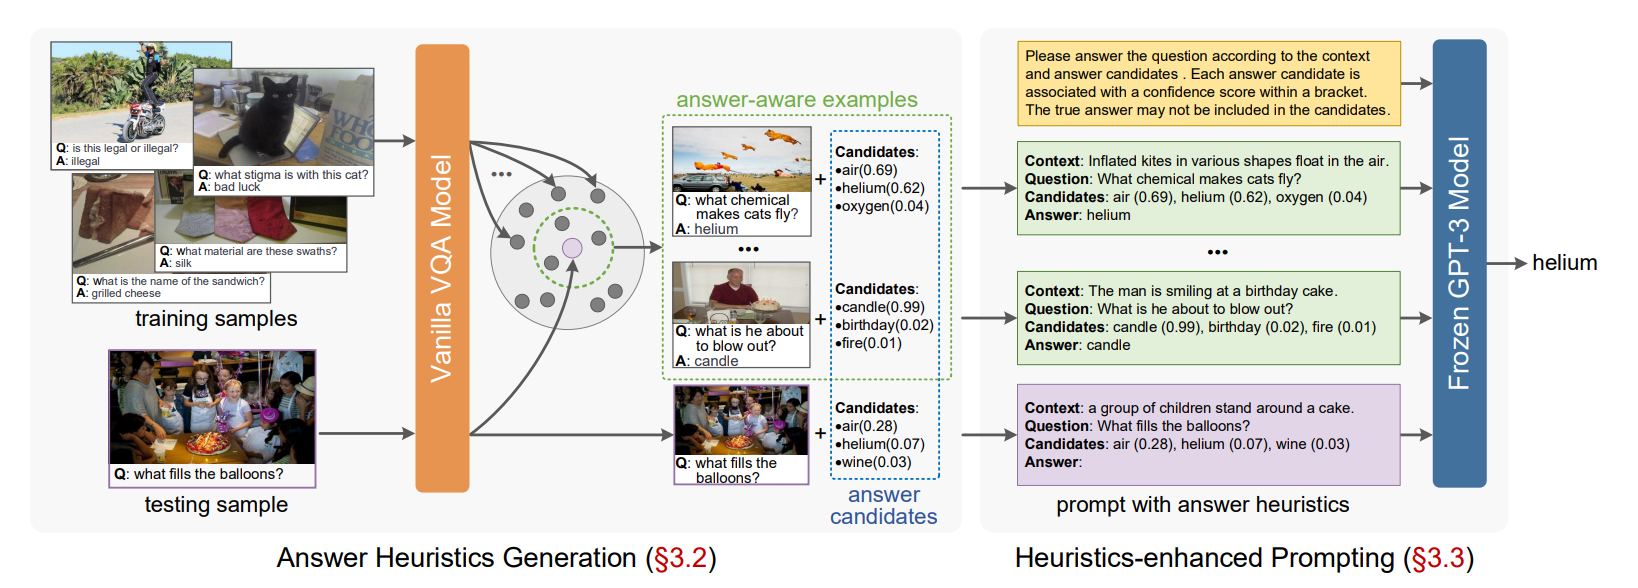 Q: is this legal or illegal?
A: illegal
Q: what stigma is with this cat?
A: bad luck
WHO
FOO
Q: what material are these swaths?
A: silk
Q: what is the name of the sandwich?
A: grilled cheese
training samples
Q: what fills the balloons?
testing sample
Vanilla VQA Model
•••
answer-aware examples
Q: what chemical
makes cats fly?
A: helium
+
Candidates:
•air(0.69)
•helium(0.62)
•oxygen(0.04)
•••
Q: what is he about
to blow out?
A: candle
+
Candidates:
•candle(0.99)
•birthday(0.02)
•fire(0.01)
Q: what fills the
balloons?
+
Candidates:
•air(0.28)
•helium(0.07)
•wine(0.03)
answer
candidates
Answer Heuristics Generation (§3.2)
Please answer the question according to the context
and answer candidates . Each answer candidate is
associated with a confidence score within a bracket.
The true answer may not be included in the candidates.
Context: Inflated kites in various shapes float in the air.
Question: What chemical makes cats fly?
Candidates: air (0.69), helium (0.62), oxygen (0.04)
Answer: helium
•••
Context: The man is smiling at a birthday cake.
Question: What is he about to blow out?
Candidates: candle (0.99), birthday (0.02), fire (0.01)
Answer: candle
Context: a group of children stand around a cake.
Question: What fills the balloons?
Candidates: air (0.28), helium (0.07), wine (0.03)
Answer:
prompt with answer heuristics
Frozen GPT-3 Model
helium
Heuristics-enhanced Prompting (§3.3)